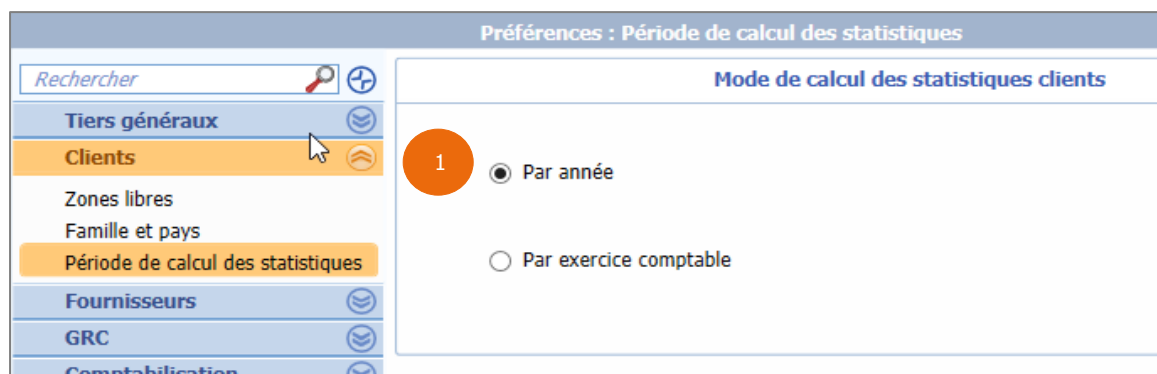 Préférences : Période de calcul des statistiques
Rechercher
Tiers généraux
Clients
Zones libres
Famille et pays
Période de calcul des statistiques
Fournisseurs
GRC
Comptabilisation
Mode de calcul des statistiques clients
1
Par année
Par exercice comptable